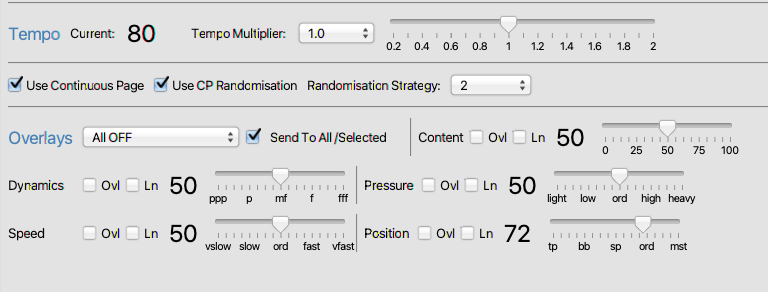 Tempo Current: 80 Tempo Multiplier: 1.0
0.2 0.4 0.6 0.8 1 1.2 1.4 1.6 1.8 2
Use Continuous Page Use CP Randomisation Randomisation Strategy: 2
Overlays All OFF Send To All /Selected Content Ovl Ln 50
0 25 50 75 100
Dynamics Ovl Ln 50 Pressure Ovl Ln 50
ppp p mf f fff light low ord high heavy
Speed Ovl Ln 50 Position Ovl Ln 72
vslow slow ord fast vfast tp bb sp ord mst